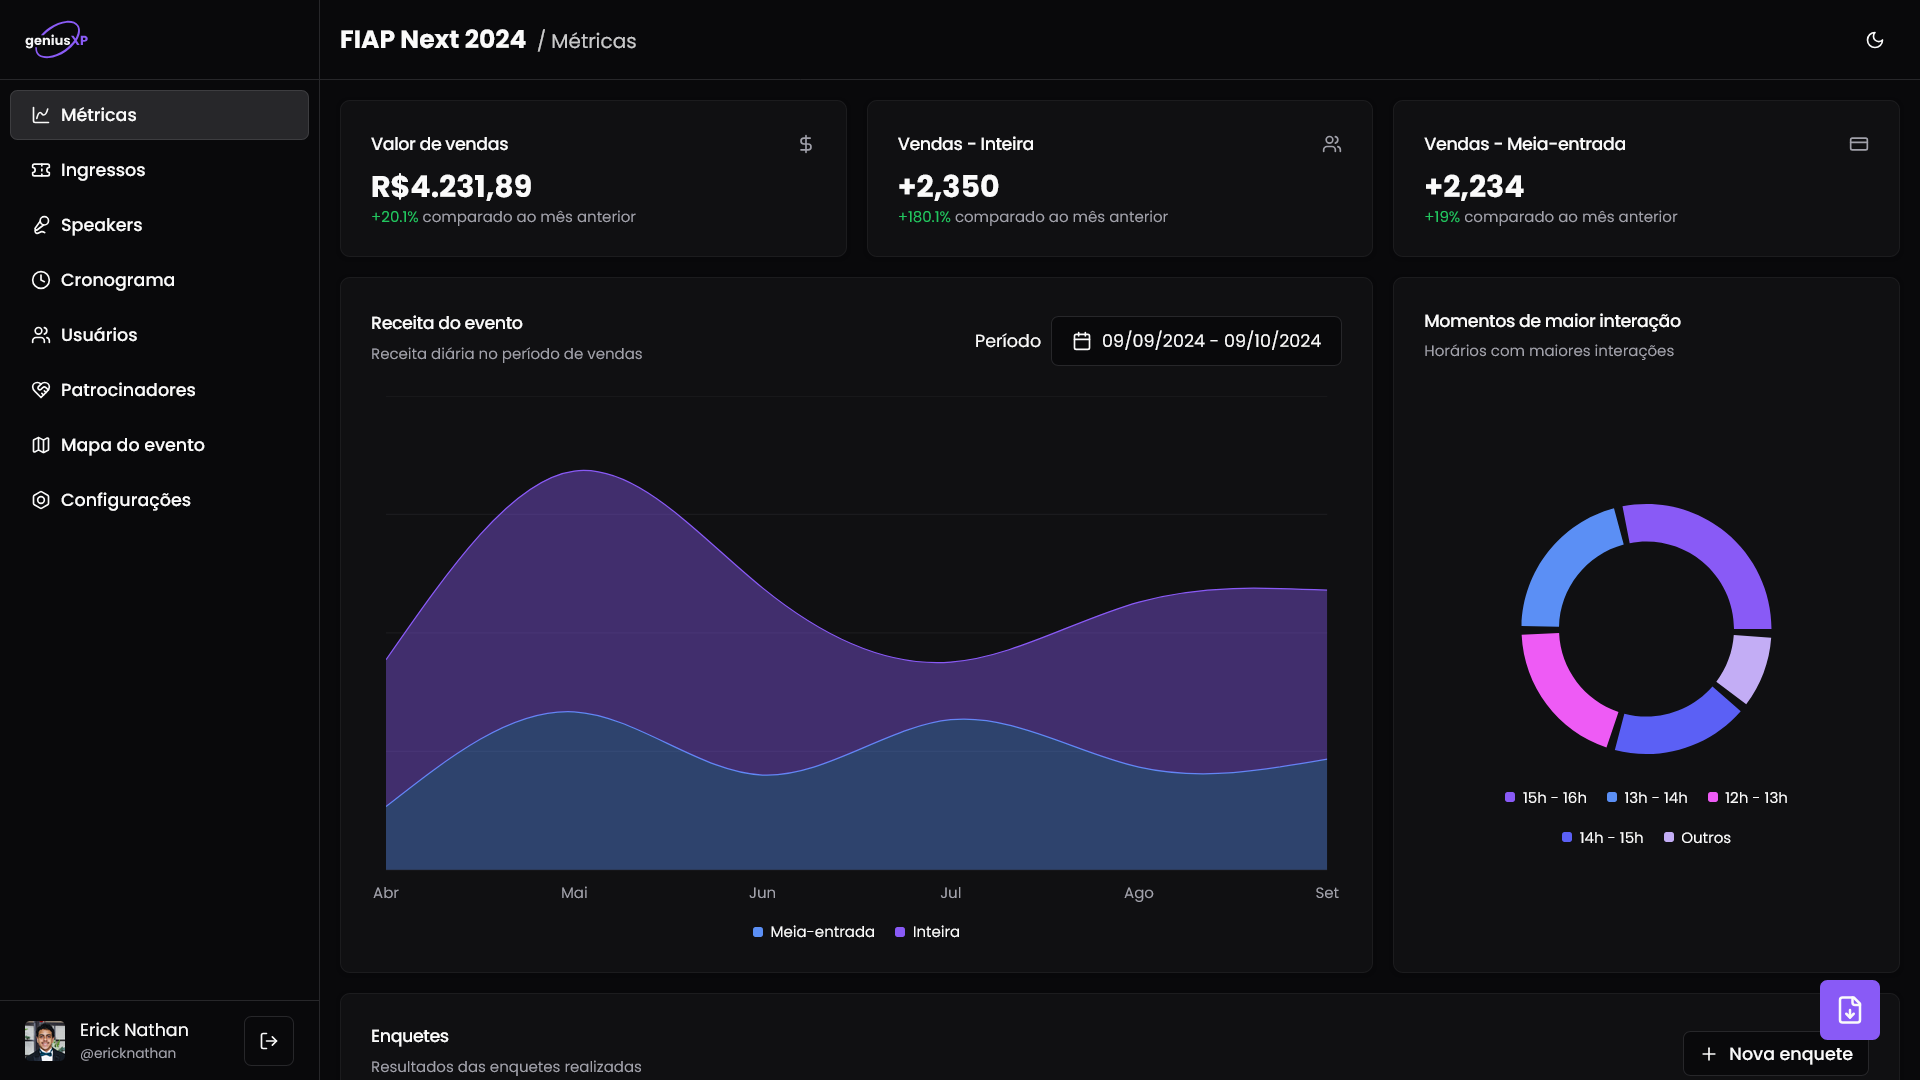 geniusXP
FIAP Next 2024 / Métricas
Métricas
Ingressos
Speakers
Cronograma
Usuários
Patrocinadores
Mapa do evento
Configurações
Erick Nathan
@ericknathan
Valor de vendas
R$4.231,89
+20.1% comparado ao mês anterior
Vendas - Inteira
+2,350
+180.1% comparado ao mês anterior
Vendas - Meia-entrada
+2,234
+19% comparado ao mês anterior
Receita do evento
Receita diária no período de vendas
Período 09/09/2024 - 09/10/2024
Abr Mai Jun Jul Ago Set
Meia-entrada Inteira
Momentos de maior interação
Horários com maiores interações
15h - 16h 13h - 14h 12h - 13h
14h - 15h Outros
Enquetes
Resultados das enquetes realizadas
Nova enquete